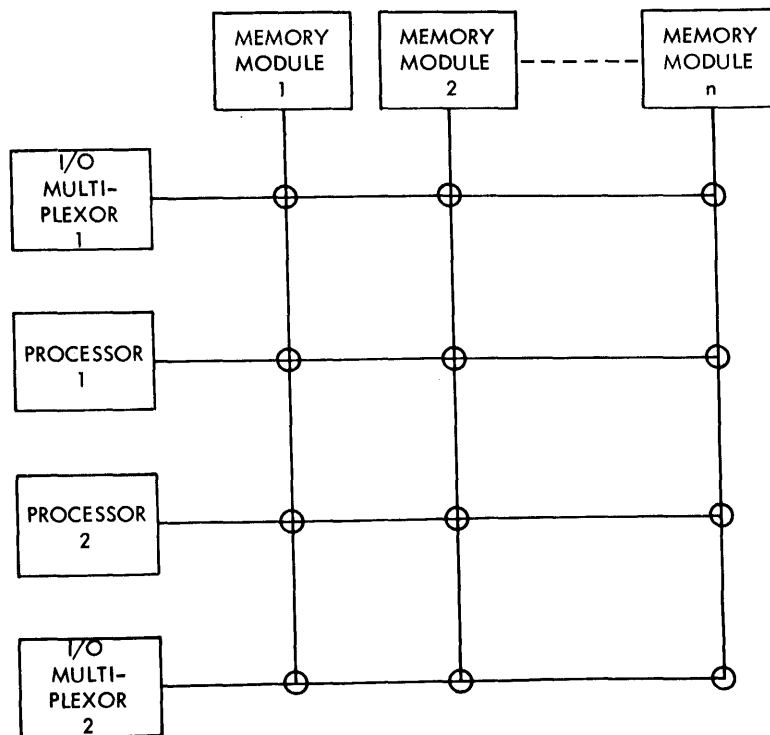 MEMORY
MODULE
1
MEMORY
MODULE
2
MEMORY
MODULE
n
I/O
MULTI-
PLEXOR
1
PROCESSOR
1
PROCESSOR
2
I/O
MULTI-
PLEXOR
2